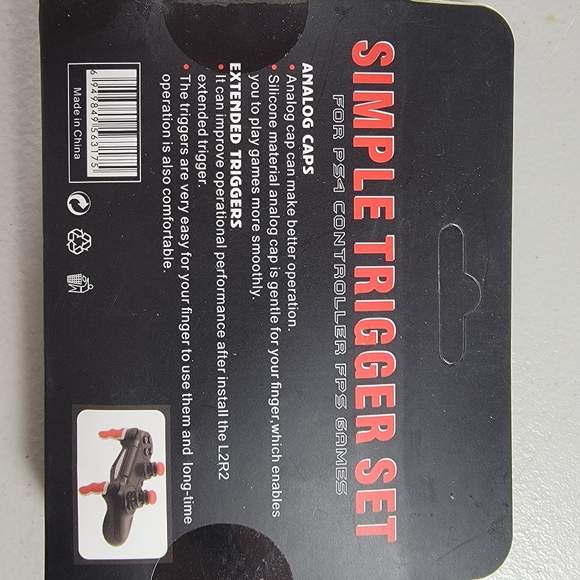 SIMPLE TRIGGER SET
FOR PS4 CONTROLLER FPS GAMES
ANALOG CAPS
• Analog cap can make better operation.
• Silicone material analog cap is gentle for your finger,which enables
you to play games more smoothly.
EXTENDED TRIGGERS
• It can improve operational performance after install the L2R2
extended trigger.
• The triggers are very easy for your finger to use them and long-time
operation is also comfortable.
6 949849 563175
Made in China